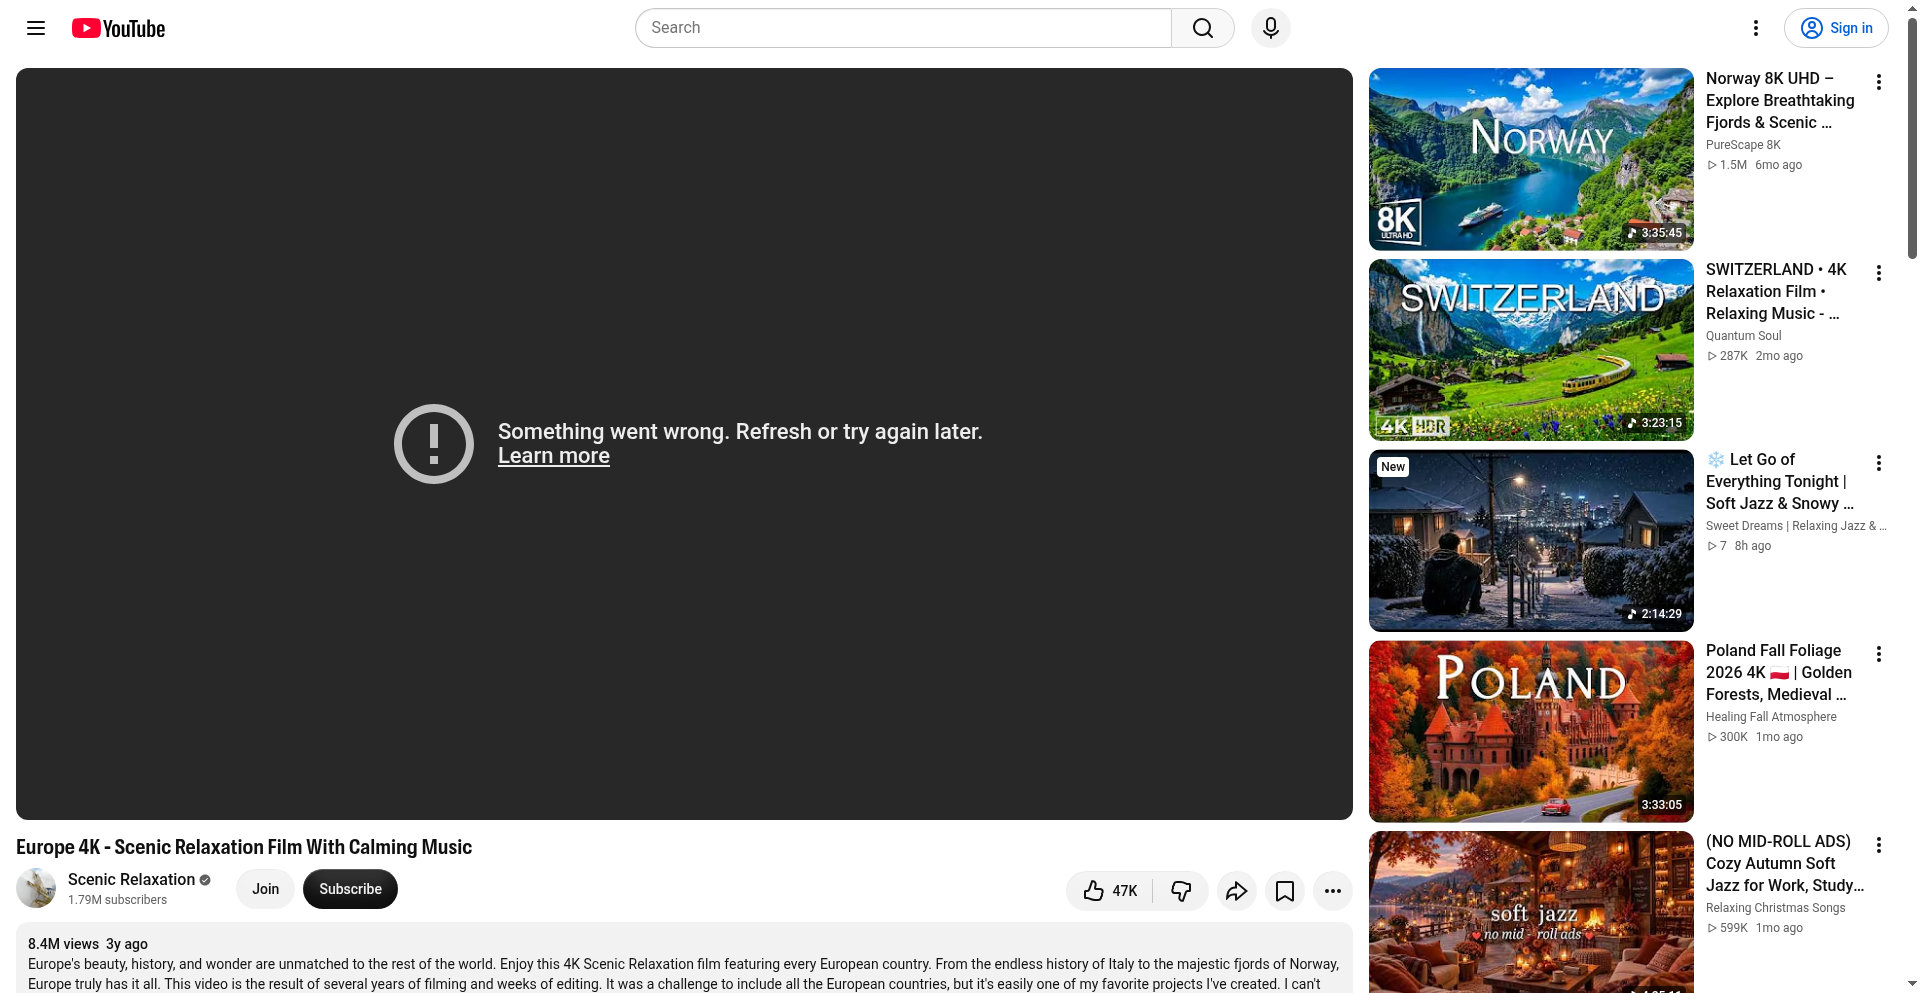 YouTube
Search
Sign in
Something went wrong. Refresh or try again later.
Learn more
Europe 4K - Scenic Relaxation Film With Calming Music
Scenic Relaxation
1.79M subscribers
Join
Subscribe
47K
8.4M views 3y ago
Europe's beauty, history, and wonder are unmatched to the rest of the world. Enjoy this 4K Scenic Relaxation film featuring every European country. From the endless history of Italy to the majestic fjords of Norway,
Europe truly has it all. This video is the result of several years of filming and weeks of editing. It was a challenge to include all the European countries, but it's easily one of my favorite projects I've created. I can't
NORWAY
8K
ULTRA HD
3:35:45
Norway 8K UHD –
Explore Breathtaking
Fjords & Scenic ...
PureScape 8K
1.5M 6mo ago
SWITZERLAND
4K HDR
3:23:15
SWITZERLAND • 4K
Relaxation Film •
Relaxing Music - ...
Quantum Soul
287K 2mo ago
New
2:14:29
❄️ Let Go of
Everything Tonight |
Soft Jazz & Snowy ...
Sweet Dreams | Relaxing Jazz & ...
7 8h ago
POLAND
3:33:05
Poland Fall Foliage
2026 4K 🇵🇱 | Golden
Forests, Medieval ...
Healing Fall Atmosphere
300K 1mo ago
soft jazz
no mid - roll ads
(NO MID-ROLL ADS)
Cozy Autumn Soft
Jazz for Work, Study...
Relaxing Christmas Songs
599K 1mo ago